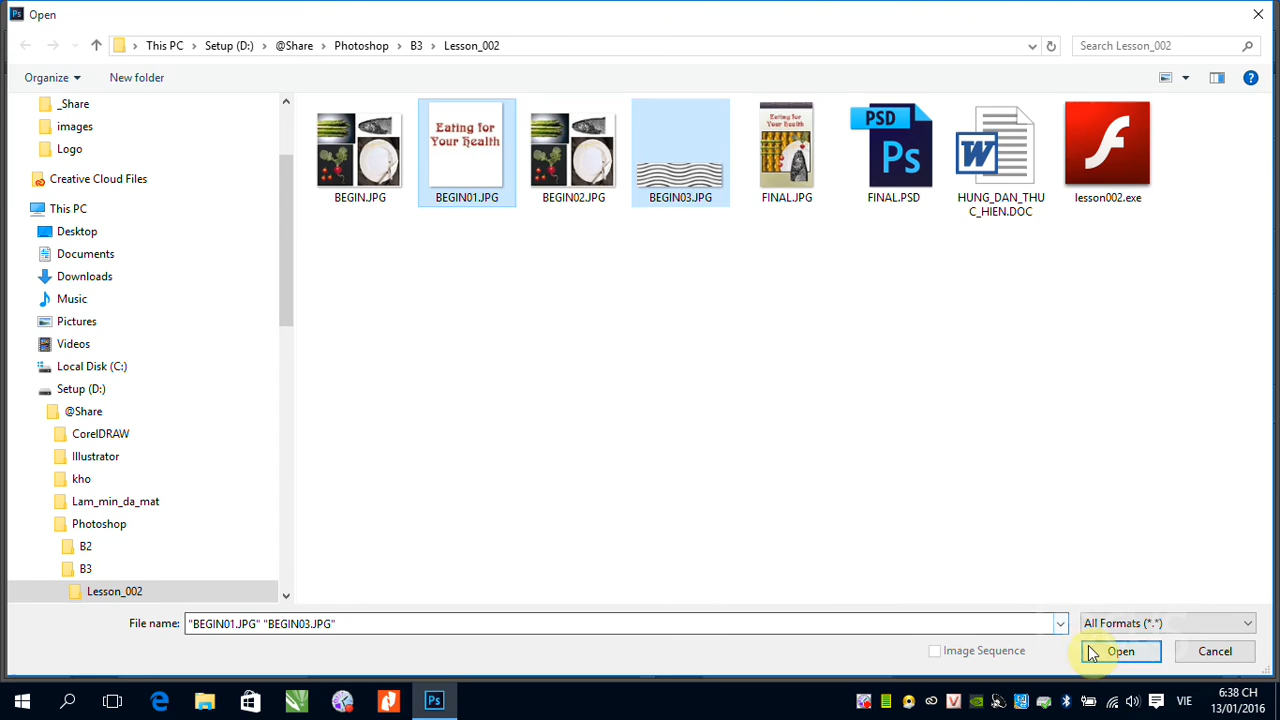 Open
This PC
Setup (D:)
@Share
Photoshop
B3
Lesson_002
Search Lesson_002
Organize
New folder
_Share
images
Logo
Creative Cloud Files
This PC
Desktop
Documents
Downloads
Music
Pictures
Videos
Local Disk (C:)
Setup (D:)
@Share
CorelDRAW
Illustrator
kho
Lam_min_da_mat
Photoshop
B2
B3
Lesson_002
Eating for
Your Health
Eating for
Your Health
PSD
Ps
W
BEGIN.JPG
BEGIN01.JPG
BEGIN02.JPG
BEGIN03.JPG
FINAL.JPG
FINAL.PSD
HUNG_DAN_THU
C_HIEN.DOC
lesson002.exe
File name:
"BEGIN01.JPG" "BEGIN03.JPG"
All Formats (*.*)
Image Sequence
Open
Cancel
Ps
VIE
6:38 CH
13/01/2016